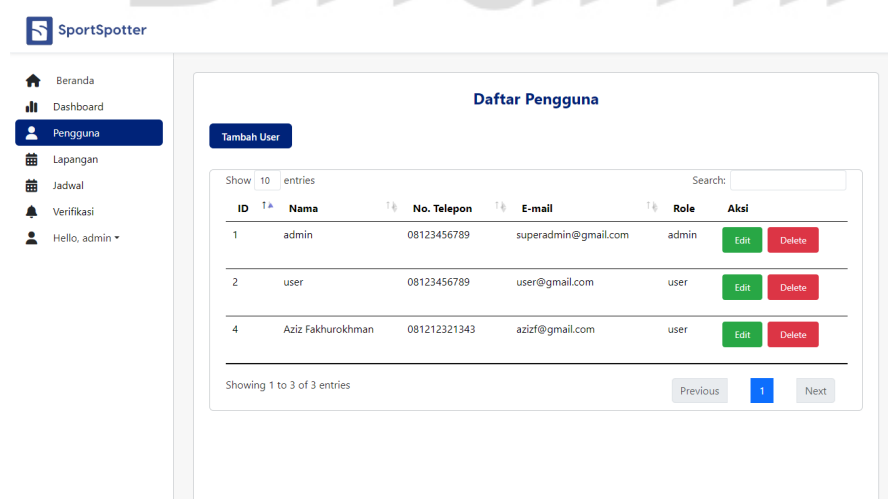 SportSpotter
Beranda
Dashboard
Pengguna
Lapangan
Jadwal
Verifikasi
Hello, admin
Daftar Pengguna
Tambah User
Show 10 entries
Search:
ID Nama No. Telepon E-mail Role Aksi
1 admin 08123456789 superadmin@gmail.com admin Edit Delete
2 user 08123456789 user@gmail.com user Edit Delete
4 Aziz Fakhurokhman 081212321343 azizf@gmail.com user Edit Delete
Showing 1 to 3 of 3 entries
Previous 1 Next